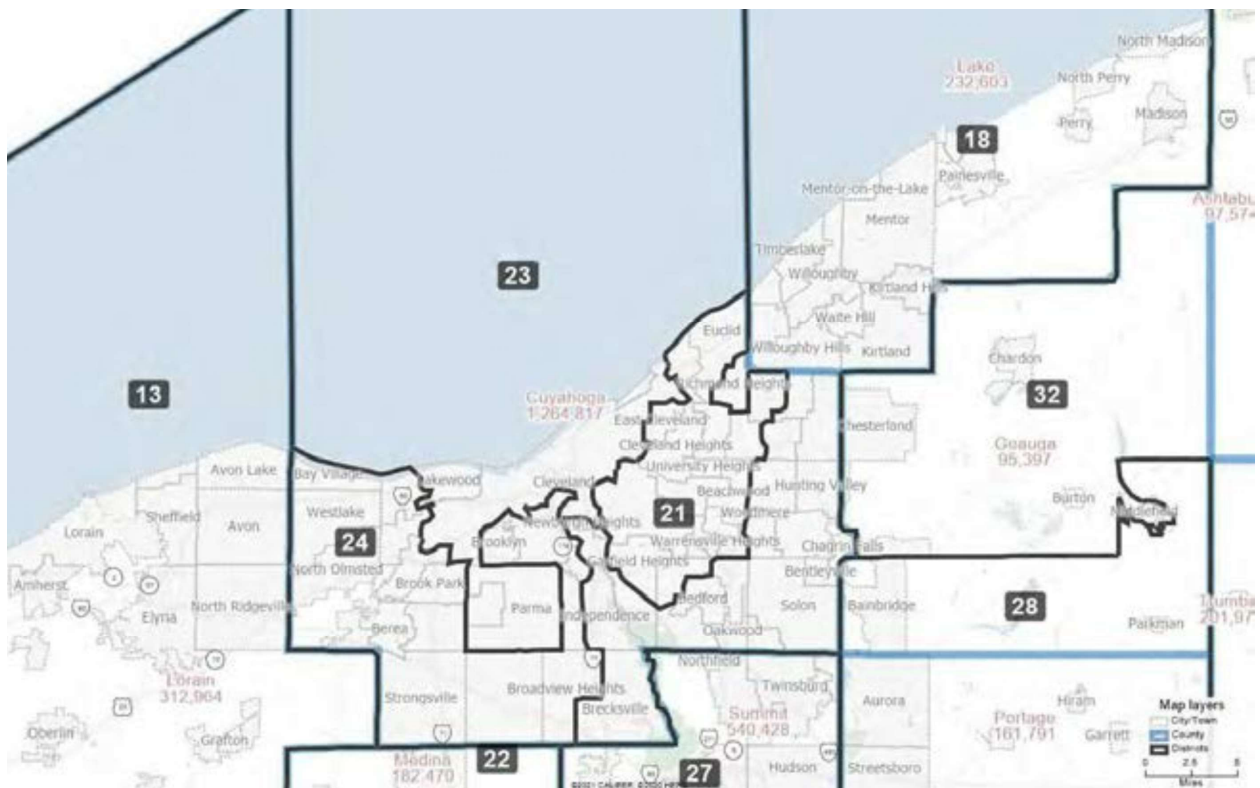 North Madison
Lake
232,603
North Perry
Perry
Madison
18
Painesville
Mentor-on-the-Lake
Mentor
Timberlake
Willoughby
Kirtland Hills
Waite Hill
Willoughby Hills
Kirtland
23
Euclid
Richmond Heights
Chardon
13
32
Cuyahoga
1,264,817
East Cleveland
Cleveland Heights
Chesterland
Geauga
95,397
University Heights
Avon Lake
Bay Village
Lakewood
Cleveland
Beachwood
Hunting Valley
Burton
Middlefield
Woodmere
Sheffield
Westlake
21
Lorain
Avon
24
Newburgh Heights
Brooklyn
Warrensville Heights
Chagrin Falls
Garfield Heights
North Olmsted
Bentleyville
Amherst
Brook Park
Elyria
North Ridgeville
Parma
Independence
Bedford
Solon
Bainbridge
28
Parkman
Berea
Oakwood
Northfield
Lorain
312,964
Strongsville
Broadview Heights
Brecksville
Twinsburg
Aurora
Hiram
Summit
540,428
Portage
161,791
Garrett
Oberlin
Grafton
Medina
182,470
22
27
Hudson
Streetsboro
Map layers
City/Town
County
Districts
0 2.5 5
Miles